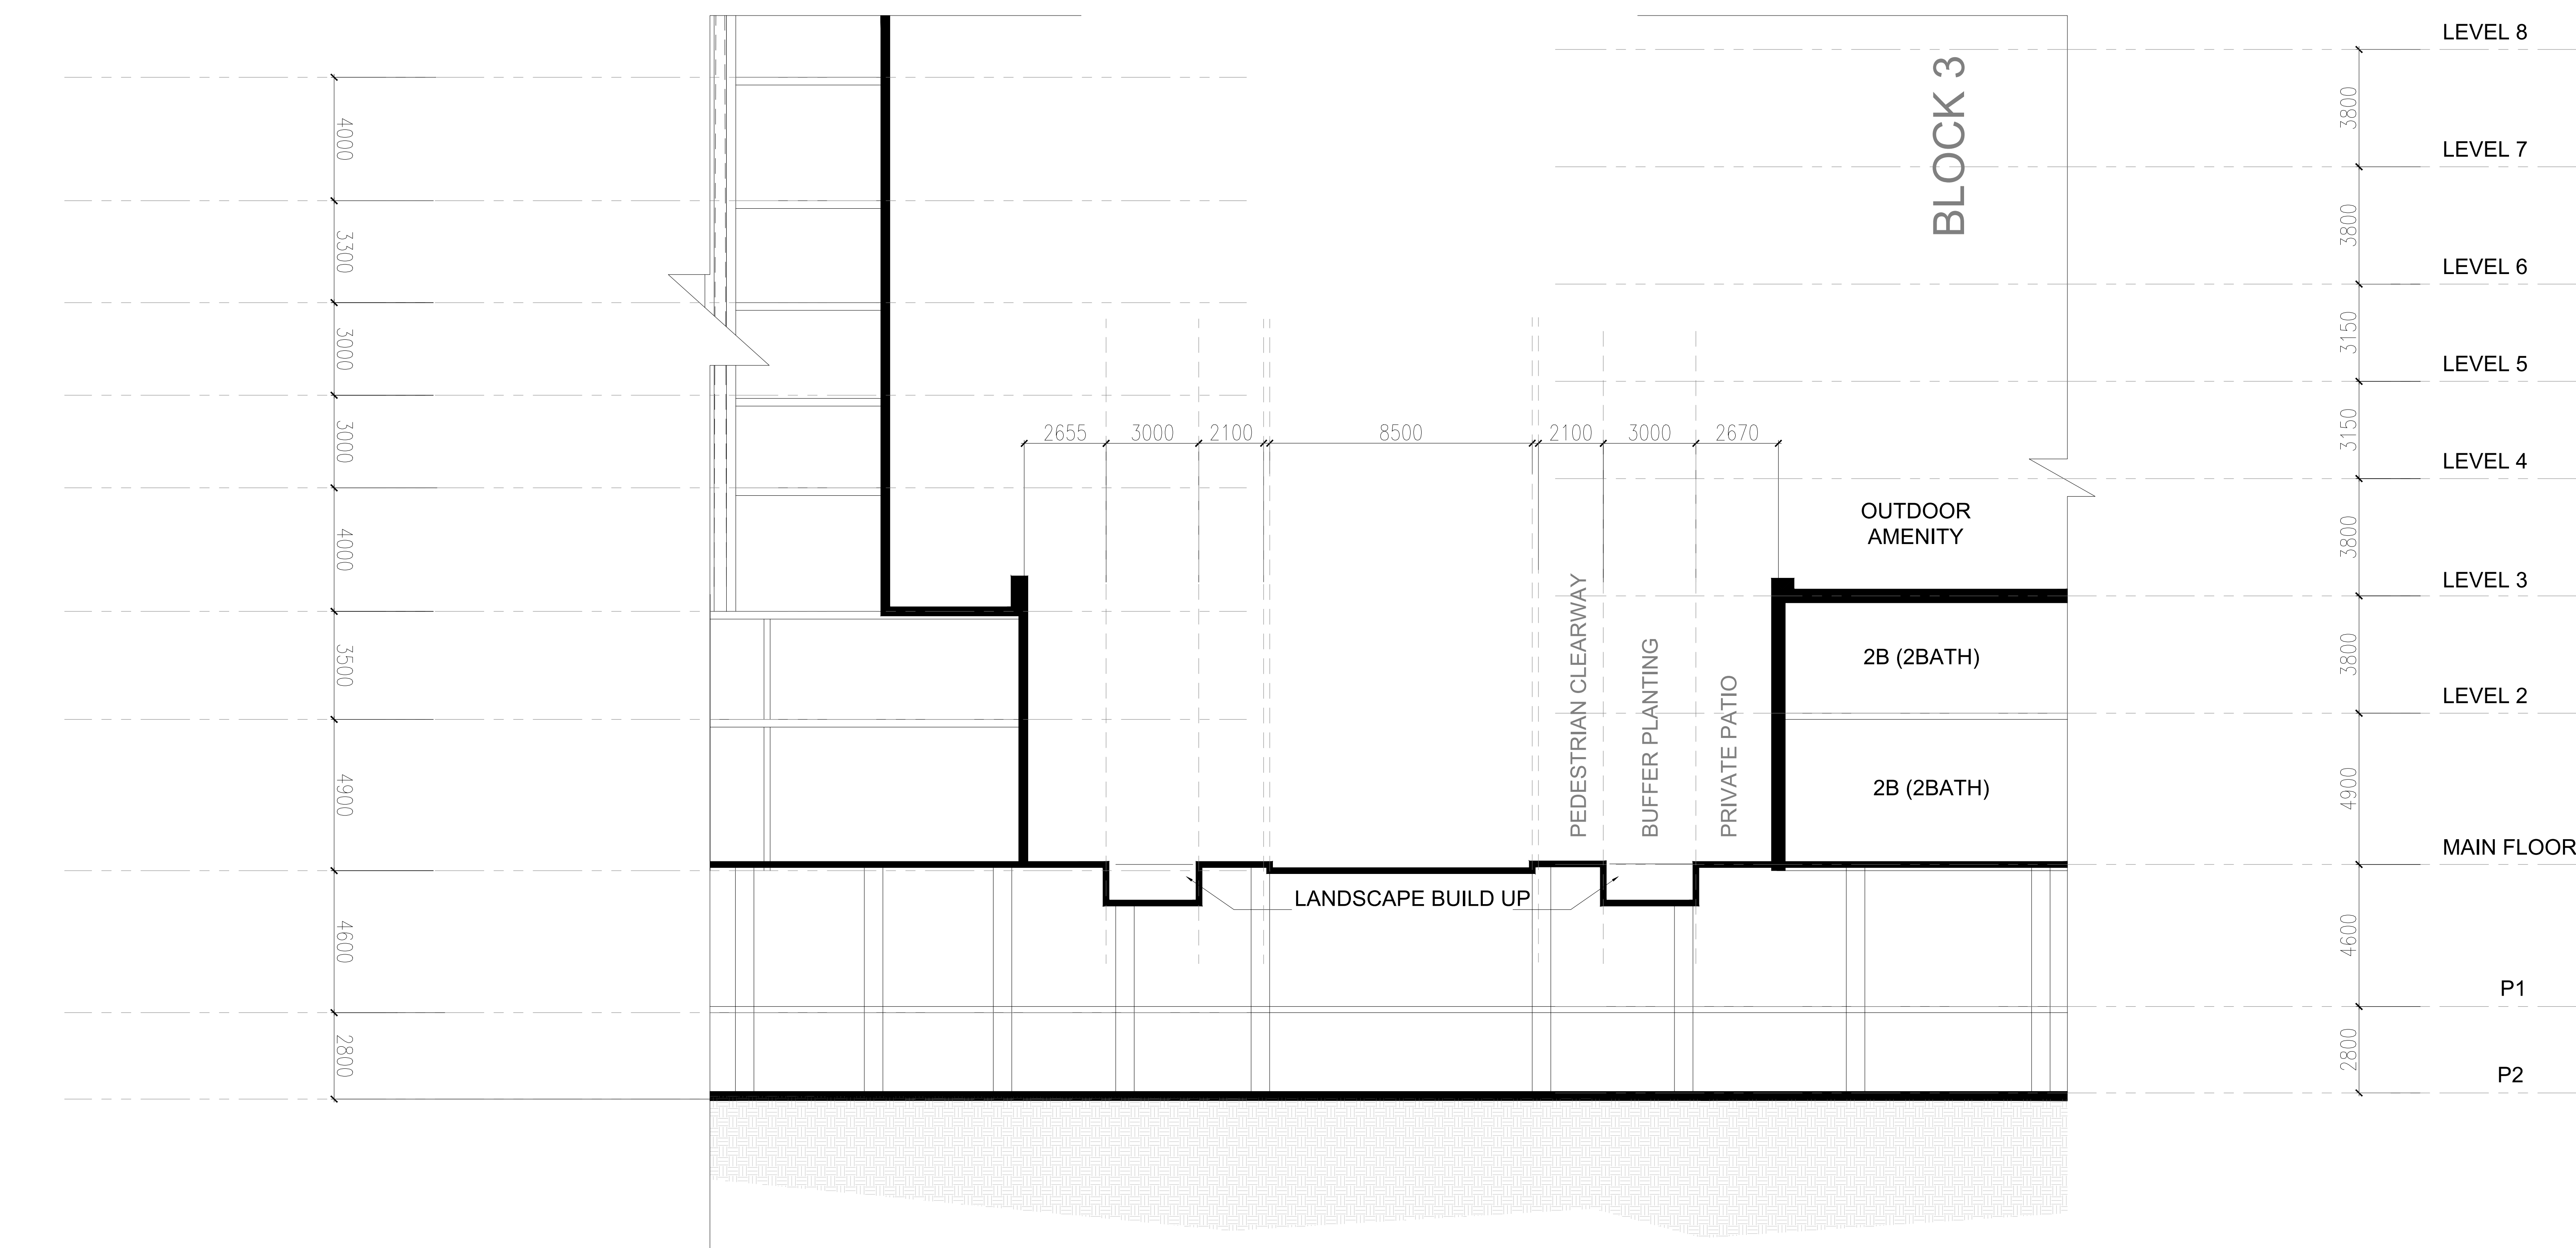 LEVEL 8
BLOCK 3
4000
3800
LEVEL 7
3300
3800
LEVEL 6
3000
3150
LEVEL 5
3000
2655
3000
2100
8500
2100
3000
2670
3150
LEVEL 4
4000
OUTDOOR
AMENITY
3800
LEVEL 3
3500
PEDESTRIAN CLEARWAY
BUFFER PLANTING
PRIVATE PATIO
2B (2BATH)
3800
LEVEL 2
4900
2B (2BATH)
4900
MAIN FLOOR
LANDSCAPE BUILD UP
4600
4600
P1
2800
2800
P2